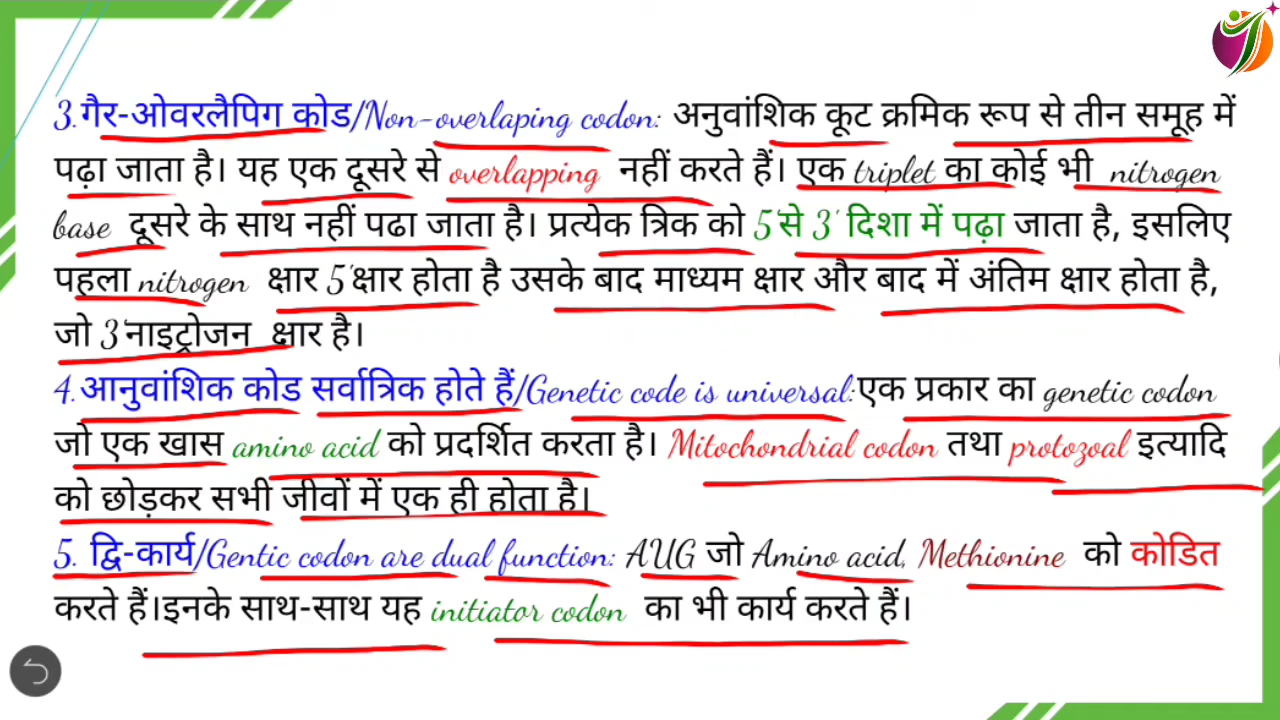 3.गैर-ओवरलैपिग कोड/Non-overlaping codon: अनुवांशिक कूट क्रमिक रूप से तीन समूह में
पढ़ा जाता है। यह एक दूसरे से overlapping नहीं करते हैं। एक triplet का कोई भी nitrogen
base दूसरे के साथ नहीं पढा जाता है। प्रत्येक त्रिक को 5'से 3' दिशा में पढ़ा जाता है, इसलिए
पहला nitrogen क्षार 5'क्षार होता है उसके बाद माध्यम क्षार और बाद में अंतिम क्षार होता है,
जो 3'नाइट्रोजन क्षार है।
4.आनुवांशिक कोड सर्वात्रिक होते हैं/Genetic code is universal:एक प्रकार का genetic codon
जो एक खास amino acid को प्रदर्शित करता है। Mitochondrial codon तथा protozoal इत्यादि
को छोड़कर सभी जीवों में एक ही होता है।
5. द्वि-कार्य/Gentic codon are dual function: AUG जो Amino acid, Methionine को कोडित
करते हैं।इनके साथ-साथ यह initiator codon का भी कार्य करते हैं।